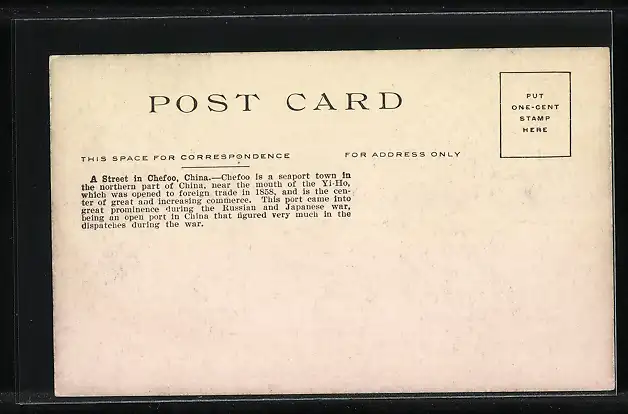 POST CARD
PUT
ONE-CENT
STAMP
HERE
THIS SPACE FOR CORRESPONDENCE
FOR ADDRESS ONLY
A Street in Chefoo, China.—Chefoo is a seaport town in
the northern part of China, near the mouth of the Yi-Ho,
which was opened to foreign trade in 1858, and is the cen-
ter of great and increasing commerce. This port came into
great prominence during the Russian and Japanese war,
being an open port in China that figured very much in the
dispatches during the war.